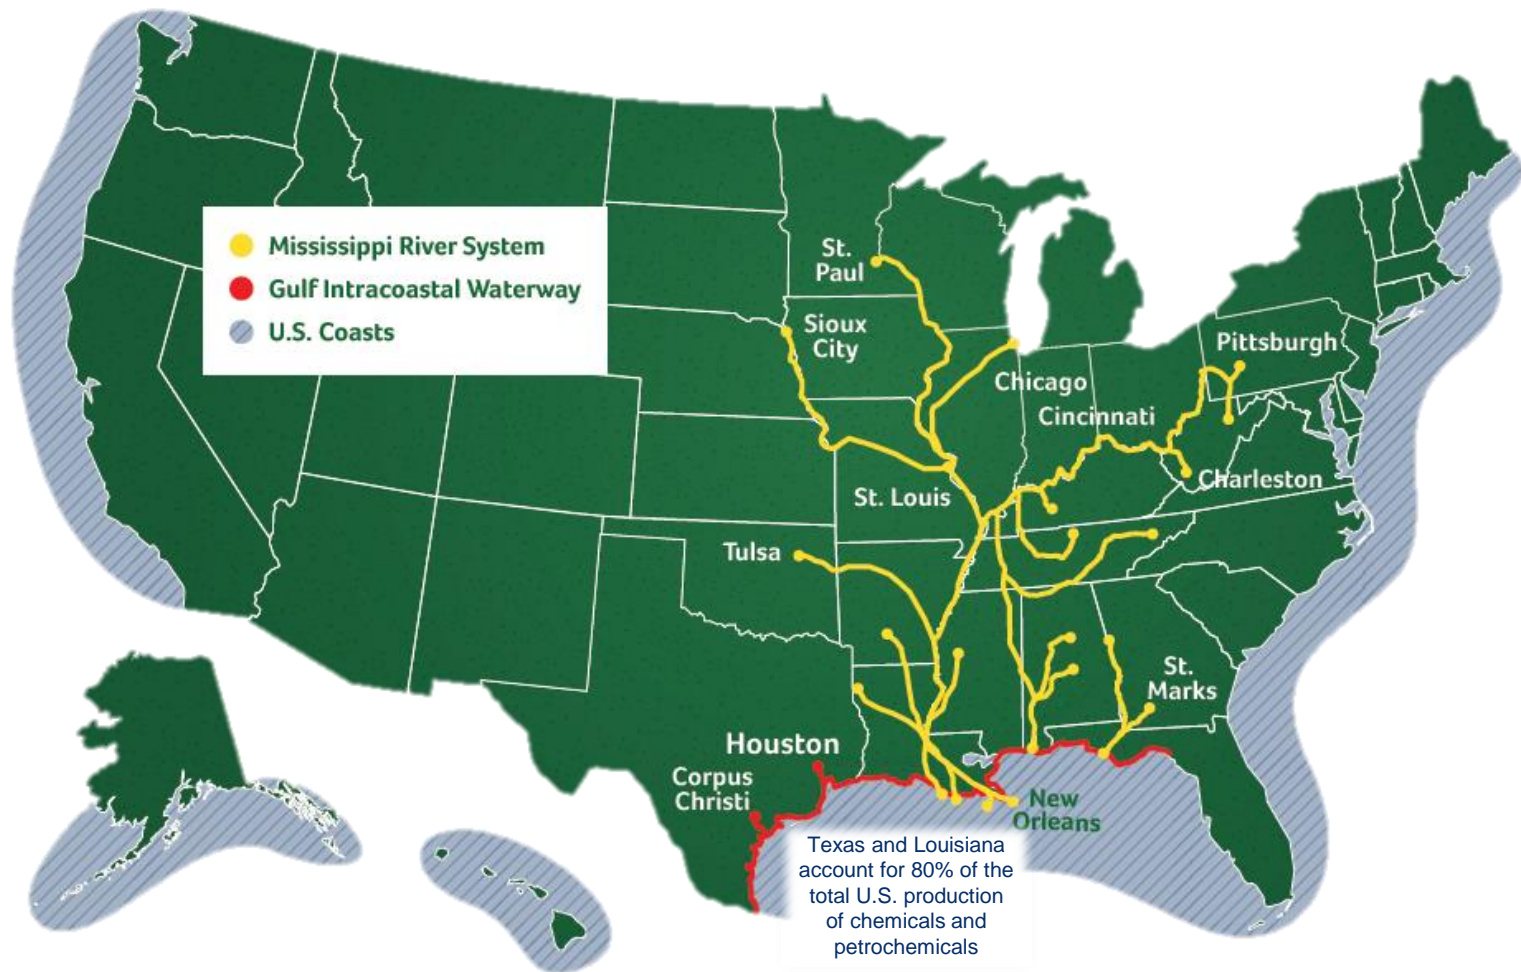 Mississippi River System
Gulf Intracoastal Waterway
U.S. Coasts
St.
Paul
Sioux
City
Pittsburgh
Chicago
Cincinnati
Charleston
St. Louis
Tulsa
St.
Marks
Houston
Corpus
Christi
New
Orleans
Texas and Louisiana
account for 80% of the
total U.S. production
of chemicals and
petrochemicals